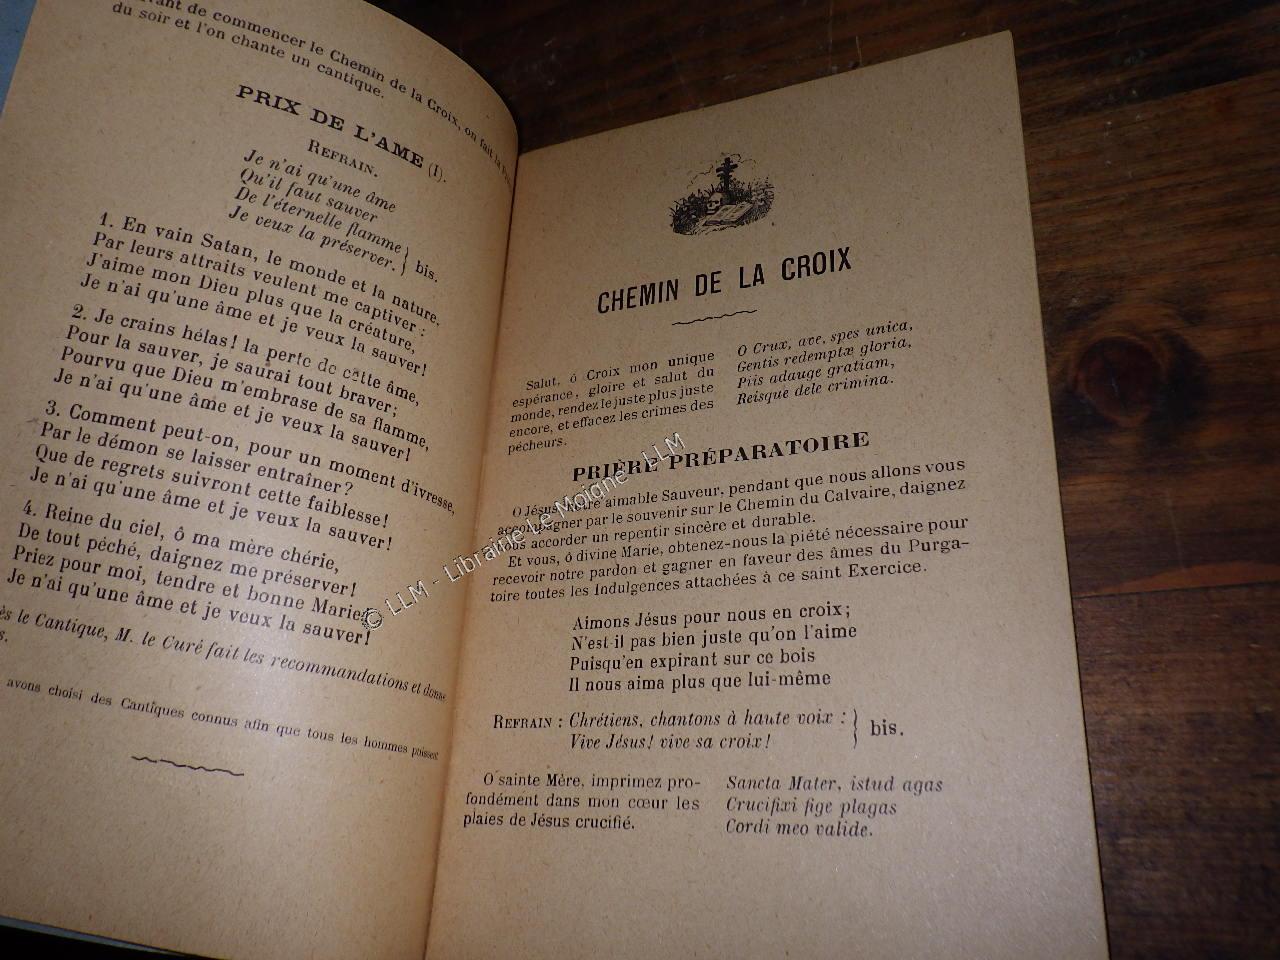 avant de commencer le Chemin de la Croix, on fait la
du soir et l'on chante un cantique.
PRIX DE L'AME (1).
REFRAIN.
Je n'ai qu'une âme
Qu'il faut sauver
De l'éternelle flamme
Je veux la préserver. } bis.
1. En vain Satan, le monde et la nature,
Par leurs attraits veulent me captiver :
J'aime mon Dieu plus que la créature,
Je n'ai qu'une âme et je veux la sauver!
2. Je crains hélas! la perte de cette âme,
Pour la sauver, je saurai tout braver;
Pourvu que Dieu m'embrase de sa flamme,
Je n'ai qu'une âme et je veux la sauver!
3. Comment peut-on, pour un moment d'ivresse,
Par le démon se laisser entraîner?
Que de regrets suivront cette faiblesse!
Je n'ai qu'une âme et je veux la sauver!
4. Reine du ciel, ô ma mère chérie,
De tout péché, daignez me préserver!
Priez pour moi, tendre et bonne Marie!
Je n'ai qu'une âme et je veux la sauver!
ès le Cantique, M. le Curé fait les recommandations et donne
s.
avons choisi des Cantiques connus afin que tous les hommes puissent
CHEMIN DE LA CROIX
Salut, ô Croix mon unique
espérance, gloire et salut du
monde, rendez le juste plus juste
encore, et effacez les crimes des
pécheurs.
O Crux, ave, spes unica,
Gentis redemptæ gloria,
Piis adauge gratiam,
Reisque dele crimina.
PRIÈRE PRÉPARATOIRE
O Jésus, notre aimable Sauveur, pendant que nous allons vous
accompagner par le souvenir sur le Chemin du Calvaire, daignez
nous accorder un repentir sincère et durable.
Et vous, ô divine Marie, obtenez-nous la piété nécessaire pour
recevoir notre pardon et gagner en faveur des âmes du Purga-
toire toutes les Indulgences attachées à ce saint Exercice.
Aimons Jésus pour nous en croix;
N'est-il pas bien juste qu'on l'aime
Puisqu'en expirant sur ce bois
Il nous aima plus que lui-même
REFRAIN : Chrétiens, chantons à haute voix :
Vive Jésus! vive sa croix! } bis.
O sainte Mère, imprimez pro-
fondément dans mon cœur les
plaies de Jésus crucifié.
Sancta Mater, istud agas
Crucifixi fige plagas
Cordi meo valide.
© LLM - Librairie Le Moigne - LLM